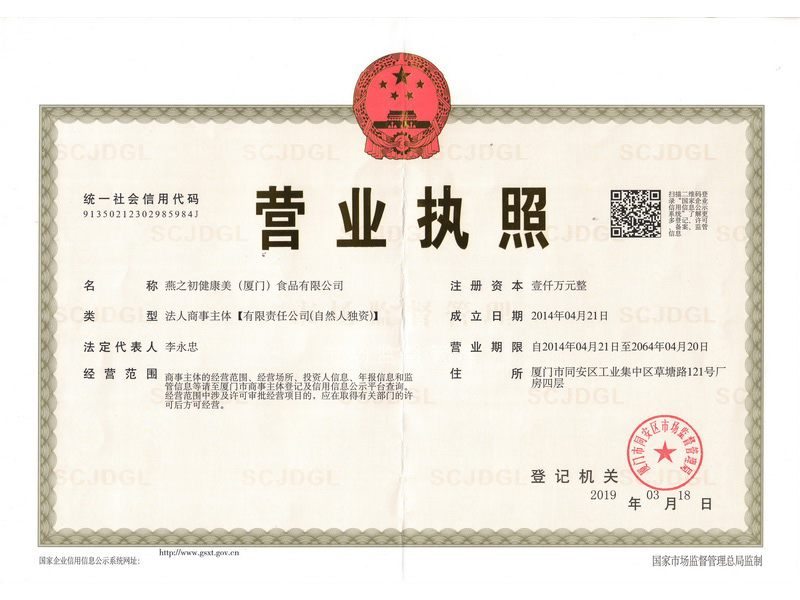 统一社会信用代码
91350212302985984J
营业执照
扫描二维码登录"国家企业信用信息公示系统"了解更多登记、备案、许可、监管信息
名 称 燕之初健康美（厦门）食品有限公司
类 型 法人商事主体【有限责任公司(自然人独资)】
法定代表人 李永忠
经营范围 商事主体的经营范围、经营场所、投资人信息、年报信息和监
管信息等请至厦门市商事主体登记及信用信息公示平台查询。
经营范围中涉及许可审批经营项目的，应在取得有关部门的许
可后方可经营。
注册资本 壹仟万元整
成立日期 2014年04月21日
营业期限 自2014年04月21日至2064年04月20日
住 所 厦门市同安区工业集中区草塘路121号厂
房四层
厦门市同安区市场监督管理局
登记机关
2019年03月18日
http://www.gsxt.gov.cn
国家企业信用信息公示系统网址：
国家市场监督管理总局监制
SCJDGL